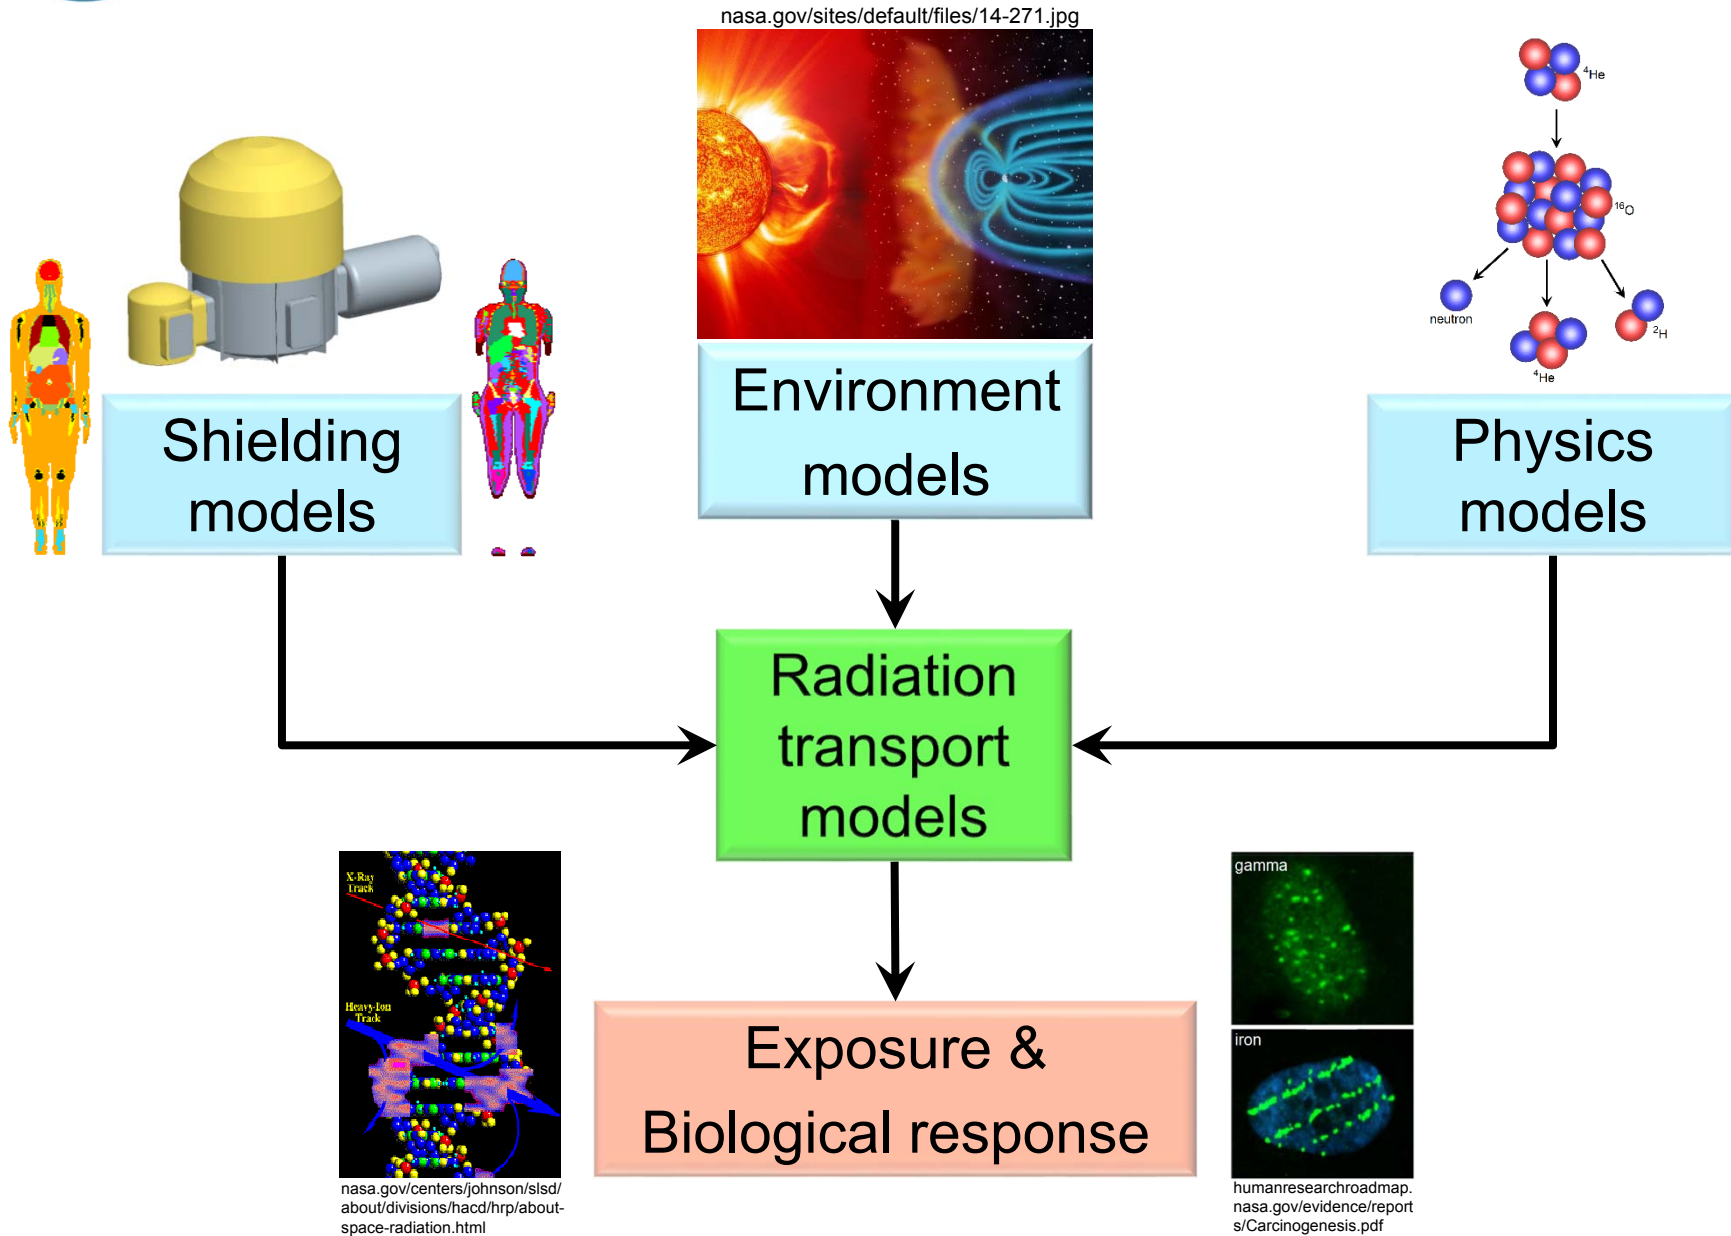 nasa.gov/sites/default/files/14-271.jpg
⁴He
¹⁶O
neutron
²H
⁴He
Shielding
models
Environment
models
Physics
models
Radiation
transport
models
X-Ray
Track
Heavy-Ion
Track
gamma
iron
Exposure &
Biological response
nasa.gov/centers/johnson/slsd/
about/divisions/hacd/hrp/about-
space-radiation.html
humanresearchroadmap.
nasa.gov/evidence/report
s/Carcinogenesis.pdf